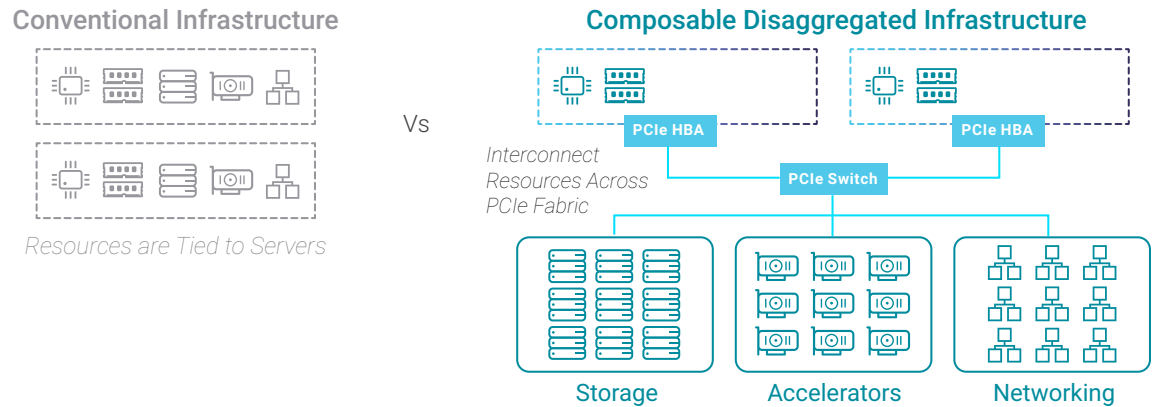 Conventional Infrastructure
Resources are Tied to Servers
Vs
Composable Disaggregated Infrastructure
PCIe HBA
PCIe HBA
Interconnect
Resources Across
PCIe Fabric
PCIe Switch
Storage
Accelerators
Networking